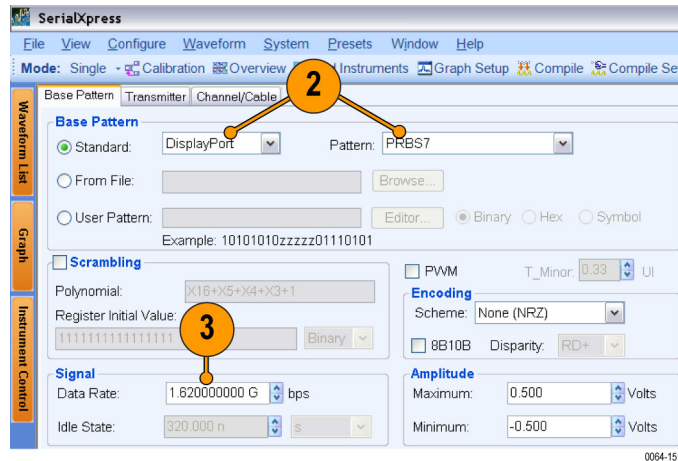 SerialXpress
File View Configure Waveform System Presets Window Help
Mode: Single Calibration Overview Instruments Graph Setup Compile Compile Se
Base Pattern Transmitter Channel/Cable
2
Waveform List
Base Pattern
Standard: DisplayPort Pattern: PRBS7
From File: Browse...
User Pattern: Editor... Binary Hex Symbol
Example: 10101010zzzzz01110101
Graph
Scrambling
PWM T_Minor: 0.33 UI
Polynomial: X16+X5+X4+X3+1
Encoding
Register Initial Value:
Scheme: None (NRZ)
3
Binary
8B10B Disparity: RD+
Instrument Control
Signal
Data Rate: 1.620000000 G bps
Idle State: 320.000 n s
Amplitude
Maximum: 0.500 Volts
Minimum: -0.500 Volts
0064-15